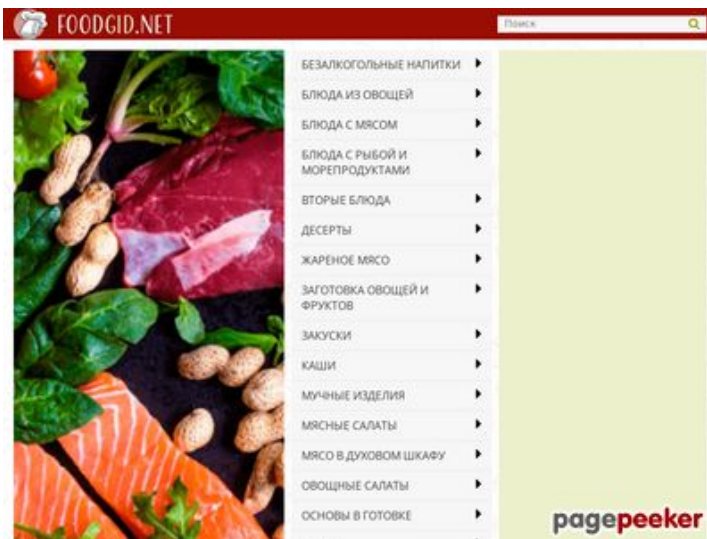 FOODGID.NET
Поиск
БЕЗАЛКОГОЛЬНЫЕ НАПИТКИ
БЛЮДА ИЗ ОВОЩЕЙ
БЛЮДА С МЯСОМ
БЛЮДА С РЫБОЙ И
МОРЕПРОДУКТАМИ
ВТОРЫЕ БЛЮДА
ДЕСЕРТЫ
ЖАРЕНОЕ МЯСО
ЗАГОТОВКА ОВОЩЕЙ И
ФРУКТОВ
ЗАКУСКИ
КАШИ
МУЧНЫЕ ИЗДЕЛИЯ
МЯСНЫЕ САЛАТЫ
МЯСО В ДУХОВОМ ШКАФУ
ОВОЩНЫЕ САЛАТЫ
ОСНОВЫ В ГОТОВКЕ
pagepeeker